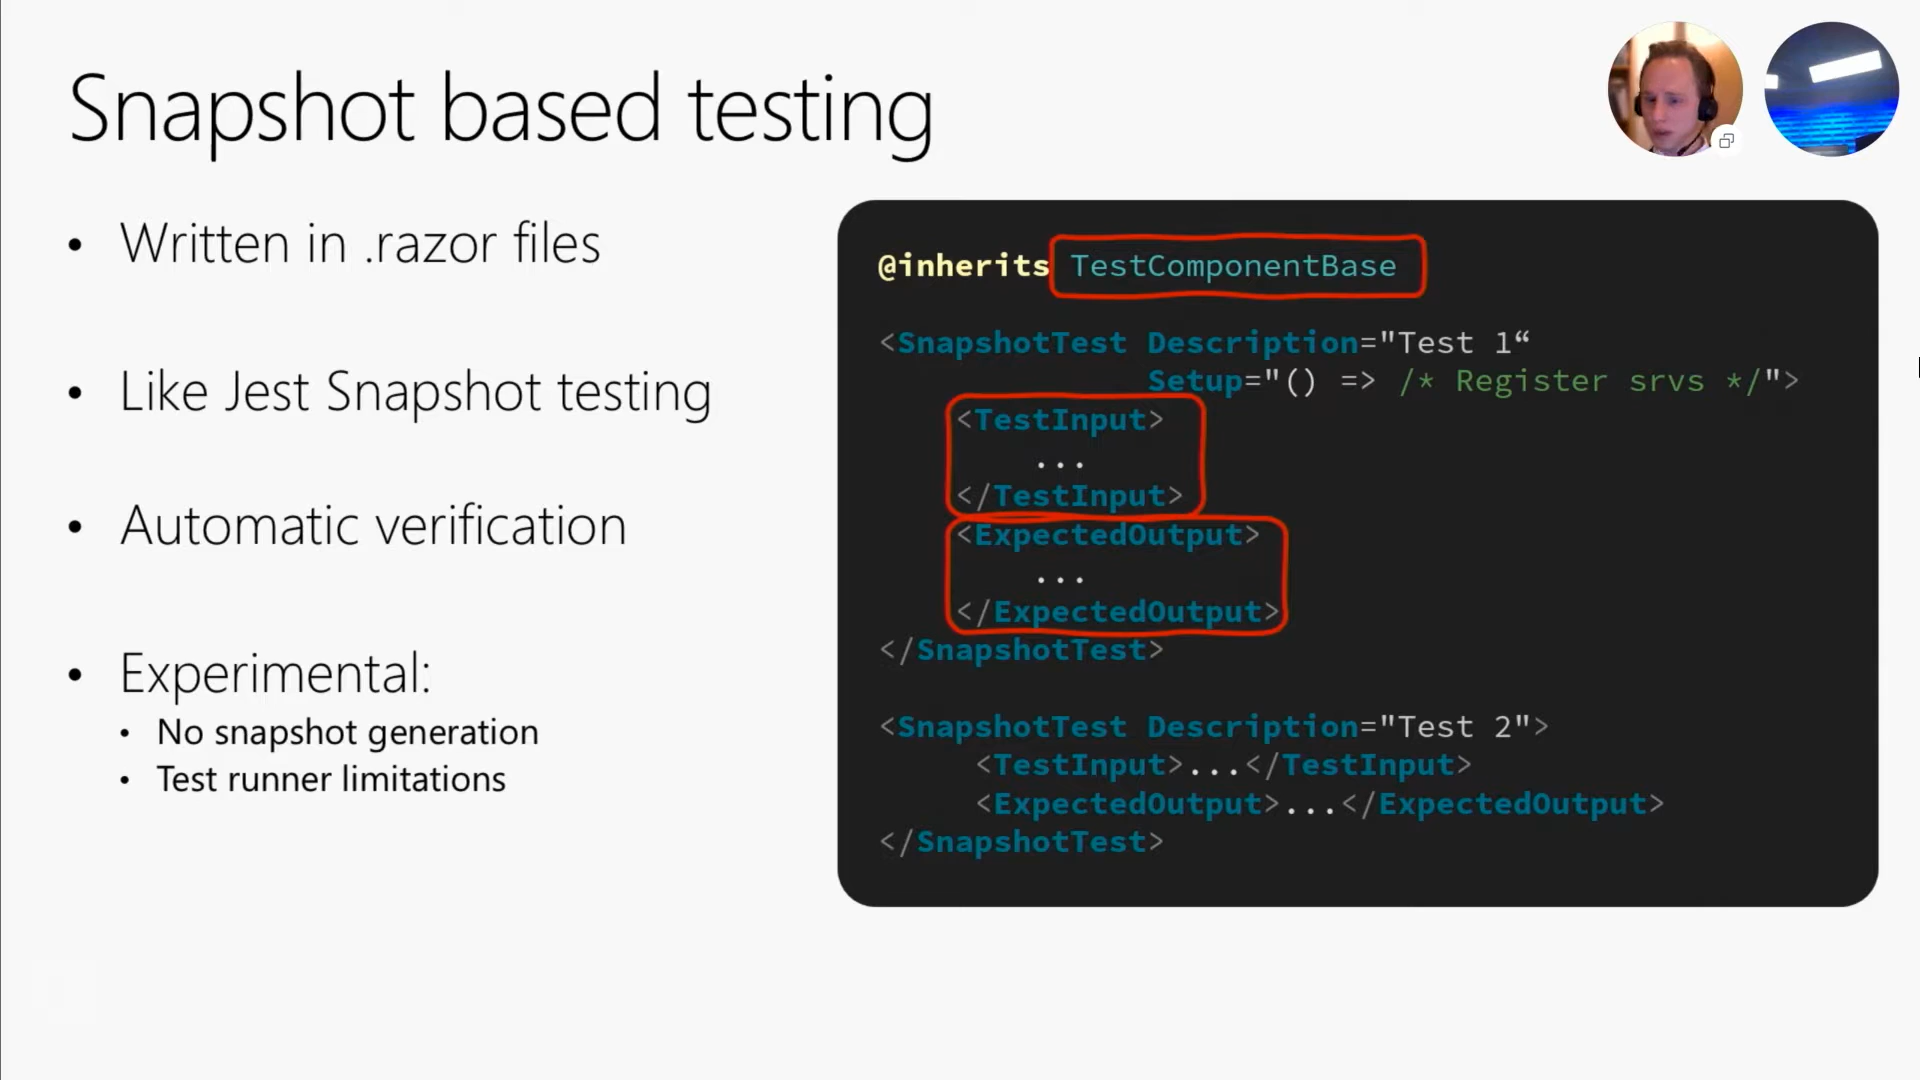 Snapshot based testing
• Written in .razor files
• Like Jest Snapshot testing
• Automatic verification
• Experimental:
• No snapshot generation
• Test runner limitations
@inherits TestComponentBase
<SnapshotTest Description="Test 1“
Setup="() => /* Register srvs */">
<TestInput>
...
</TestInput>
<ExpectedOutput>
...
</ExpectedOutput>
</SnapshotTest>
<SnapshotTest Description="Test 2">
<TestInput>...</TestInput>
<ExpectedOutput>...</ExpectedOutput>
</SnapshotTest>